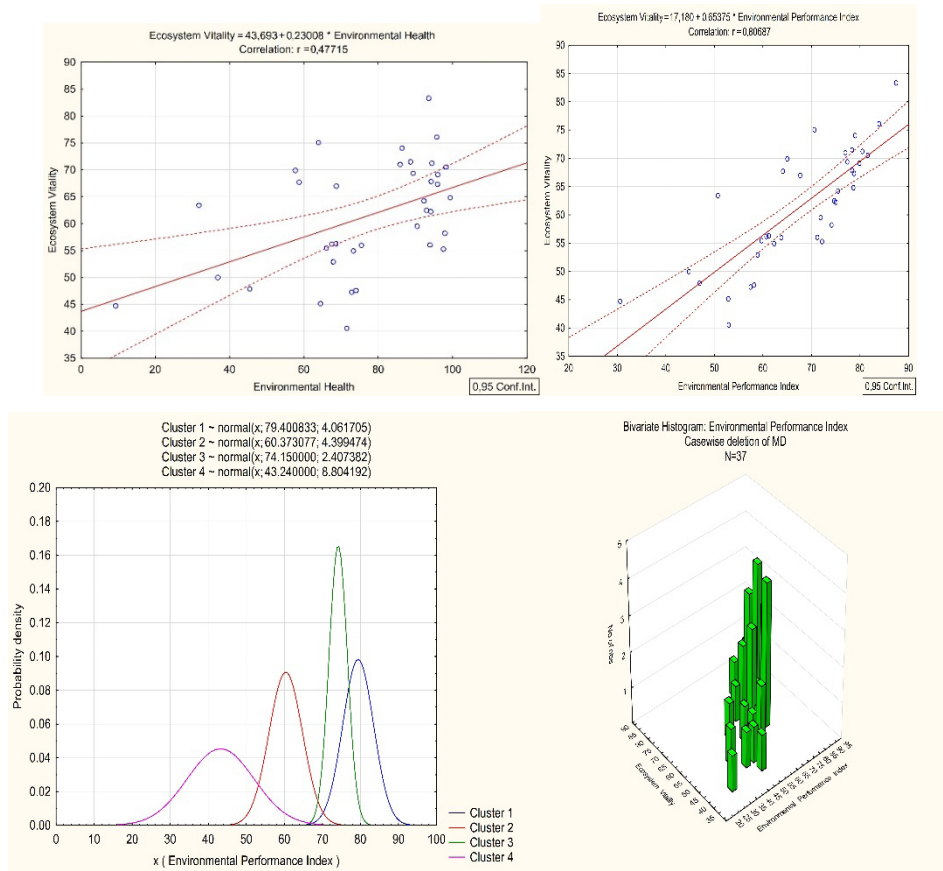 Ecosystem Vitality = 43,693 + 0.23008 * Environmental Health
Correlation: r = 0,47715
90
85
80
75
70
65
60
55
50
45
40
35
0 20 40 60 80 100 120
Ecosystem Vitality
Environmental Health
0,95 Conf.Int.
Ecosystem Vitality = 17,180 + 0.65375 * Environmental Performance Index
Correlation: r = 0,80687
90
85
80
75
70
65
60
55
50
45
40
35
20 30 40 50 60 70 80 90
Ecosystem Vitality
Environmental Performance Index
0,95 Conf.Int.
Cluster 1 ~ normal(x; 79.400833; 4.061705)
Cluster 2 ~ normal(x; 60.373077; 4.399474)
Cluster 3 ~ normal(x; 74.150000; 2.407382)
Cluster 4 ~ normal(x; 43.240000; 8.804192)
0.20
0.18
0.16
0.14
0.12
0.10
0.08
0.06
0.04
0.02
0.00
0 10 20 30 40 50 60 70 80 90 100
Probability density
x ( Environmental Performance Index )
Cluster 1
Cluster 2
Cluster 3
Cluster 4
Bivariate Histogram: Environmental Performance Index
Casewise deletion of MD
N=37
5
4
3
2
1
No of obs
Ecosystem Vitality
Environmental Performance Index